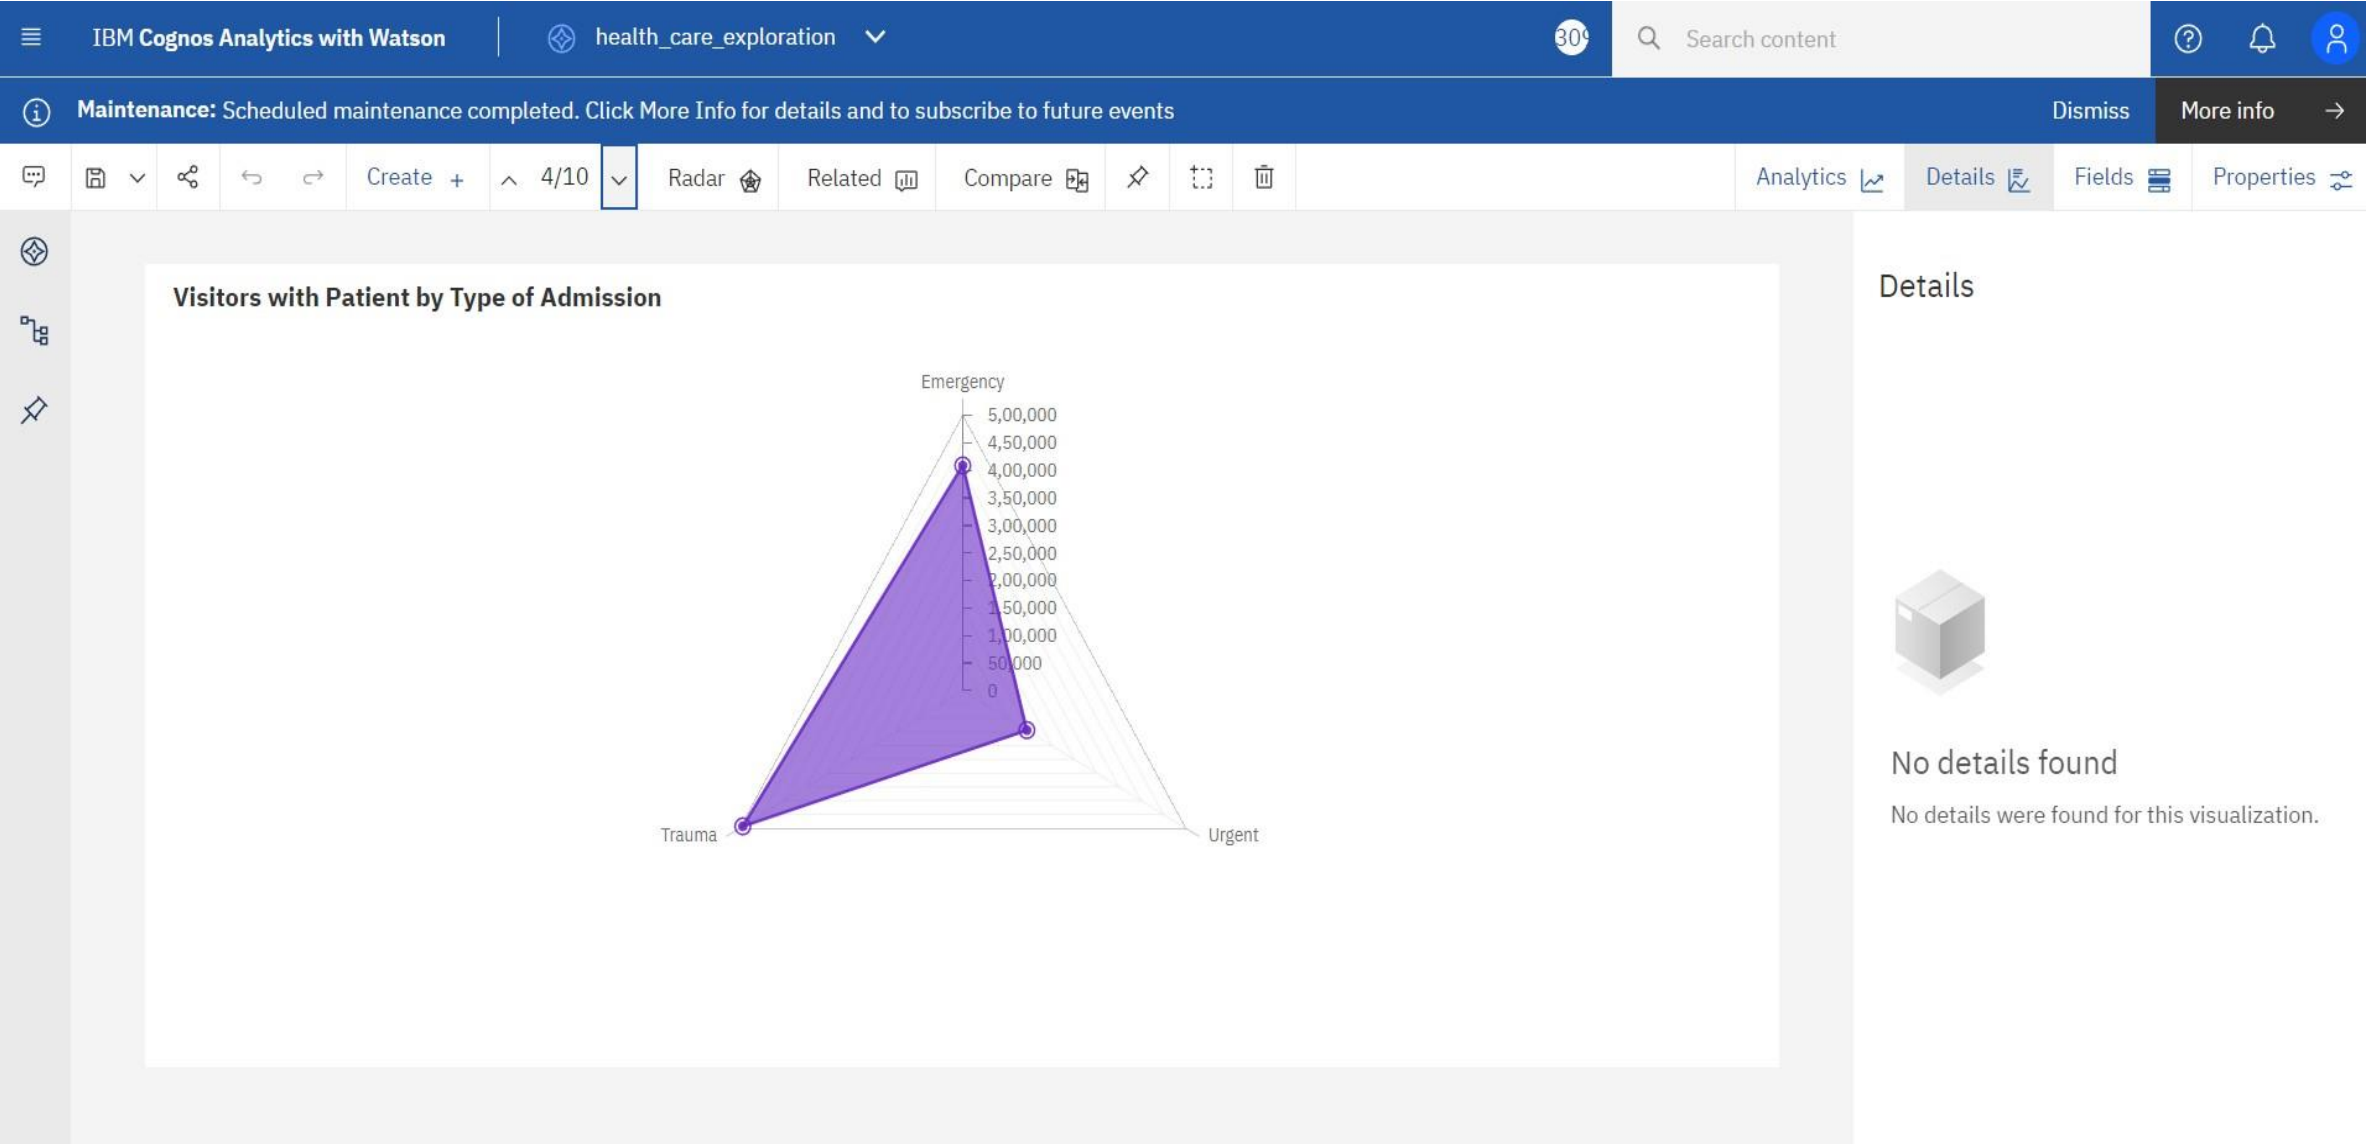 IBM Cognos Analytics with Watson
health_care_exploration
Search content
Maintenance: Scheduled maintenance completed. Click More Info for details and to subscribe to future events
Dismiss
More info
Create +
4/10
Radar
Related
Compare
Analytics
Details
Fields
Properties
Visitors with Patient by Type of Admission
Details
Emergency
5,00,000
4,50,000
4,00,000
3,50,000
3,00,000
2,50,000
2,00,000
1,50,000
1,00,000
50,000
0
Trauma
Urgent
No details found
No details were found for this visualization.